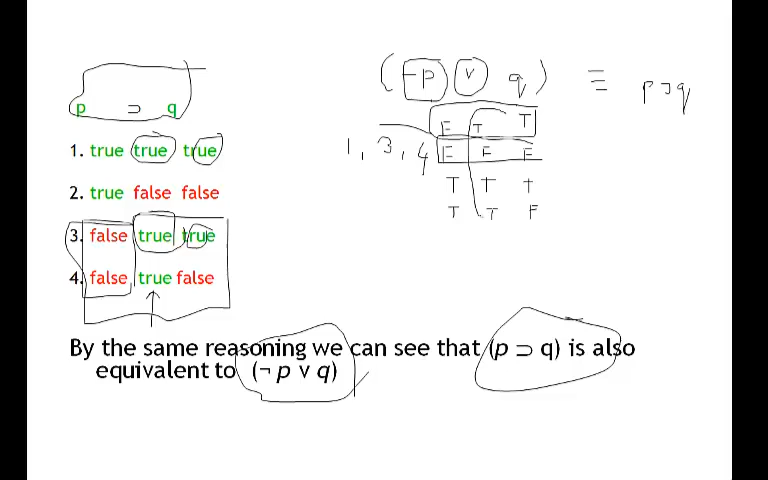 (¬p ∨ q) ≡ p ⊃ q
p ⊃ q
F T T
1. true true true
1, 3, 4 F F F
2. true false false
T T T
T T F
3. false true true
4. false true false
By the same reasoning we can see that (p ⊃ q) is also
equivalent to (¬ p ∨ q)